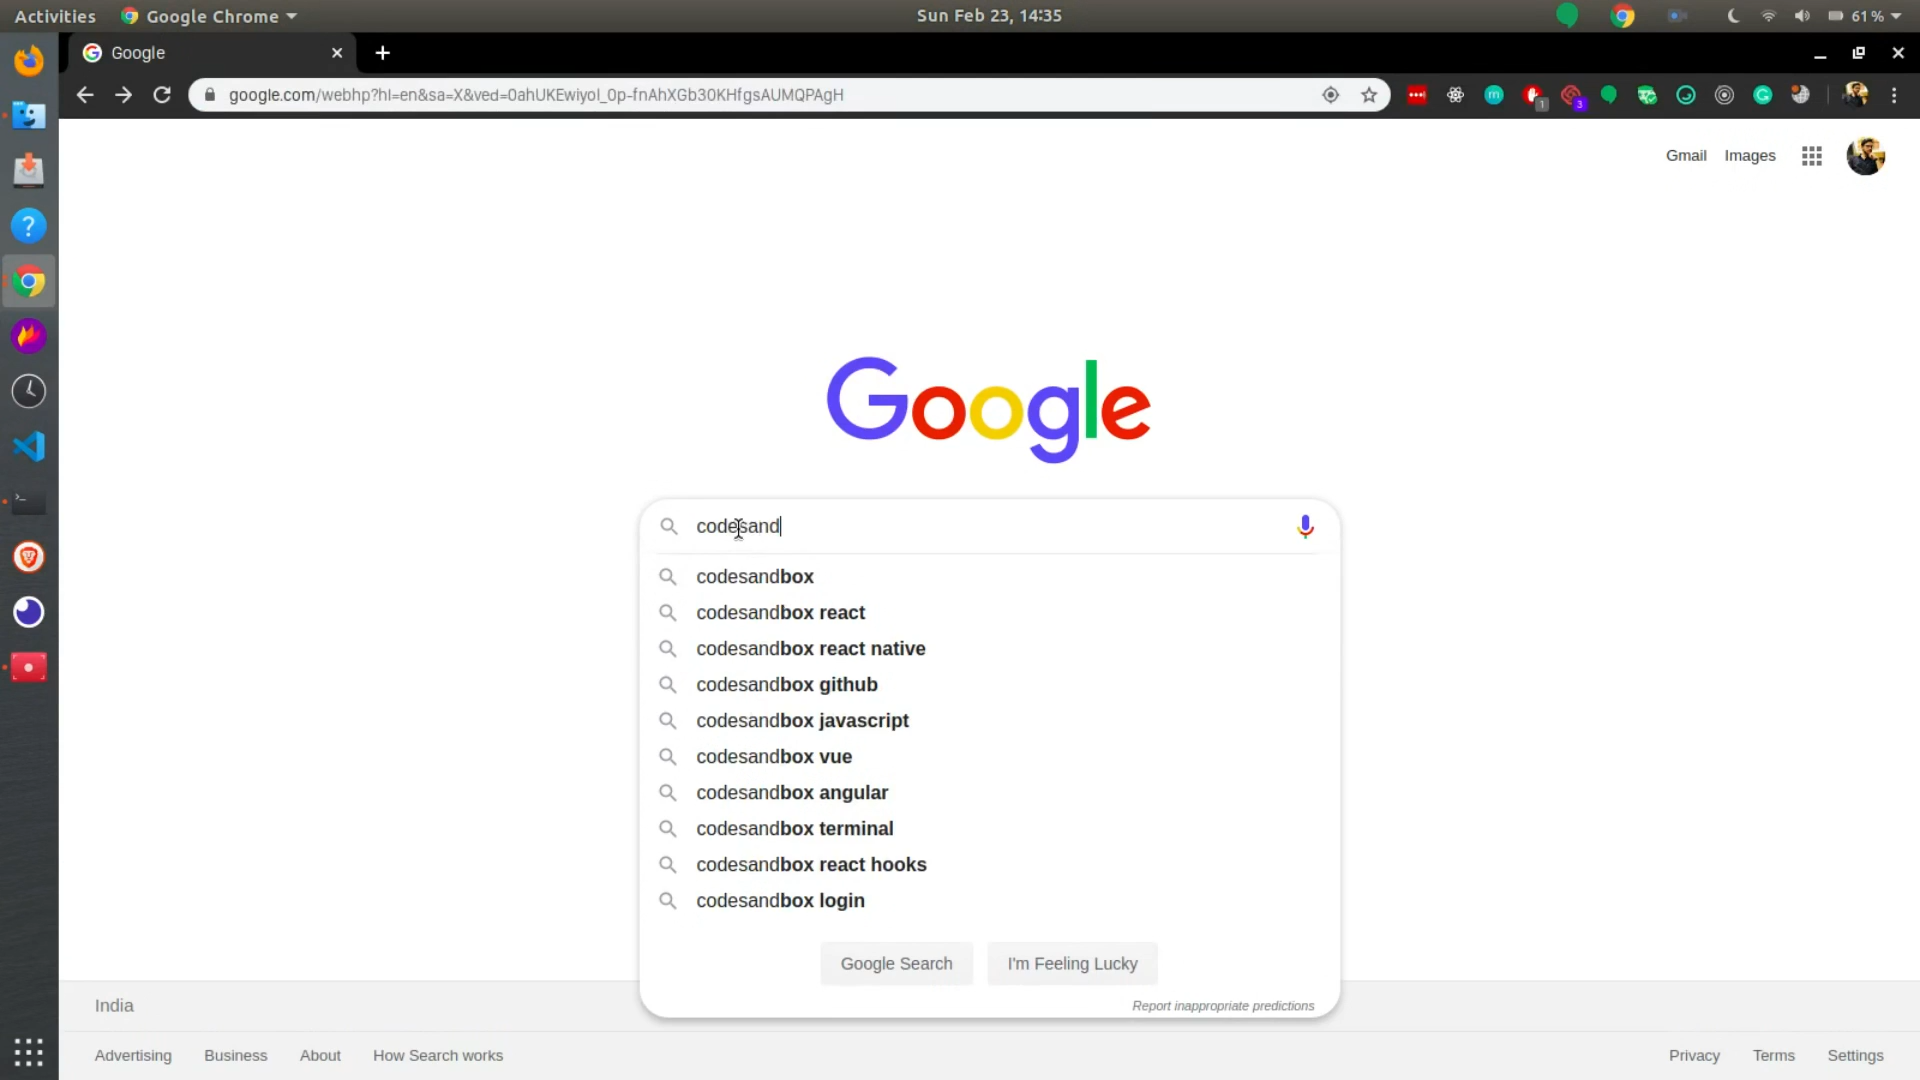 Activities Google Chrome Sun Feb 23, 14:35 61 %
Google
google.com/webhp?hl=en&sa=X&ved=0ahUKEwiyol_0p-fnAhXGb30KHfgsAUMQPAgH
1 3
Gmail Images
Google
codesand
codesandbox
codesandbox react
codesandbox react native
codesandbox github
codesandbox javascript
codesandbox vue
codesandbox angular
codesandbox terminal
codesandbox react hooks
codesandbox login
Google Search I'm Feeling Lucky
Report inappropriate predictions
India
Advertising Business About How Search works Privacy Terms Settings